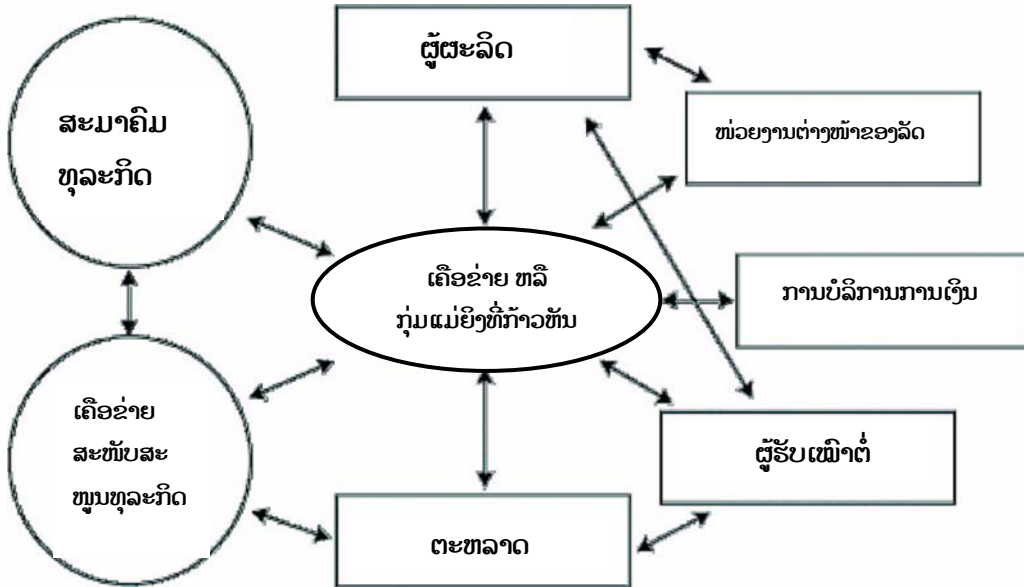 ຜູ້ຜະລິດ
ສະມາຄົມ
ທຸລະກິດ
ໜ່ວຍງານຕ່າງໜ້າຂອງລັດ
ເຄືອຂ່າຍ ຫລື
ກຸ່ມແມ່ຍິງທີ່ກ້າວຫັນ
ການບໍລິການການເງິນ
ເຄືອຂ່າຍ
ສະໜັບສະ
ໜູນທຸລະກິດ
ຜູ້ຮັບເໝົາຕໍ່
ຕະຫລາດ